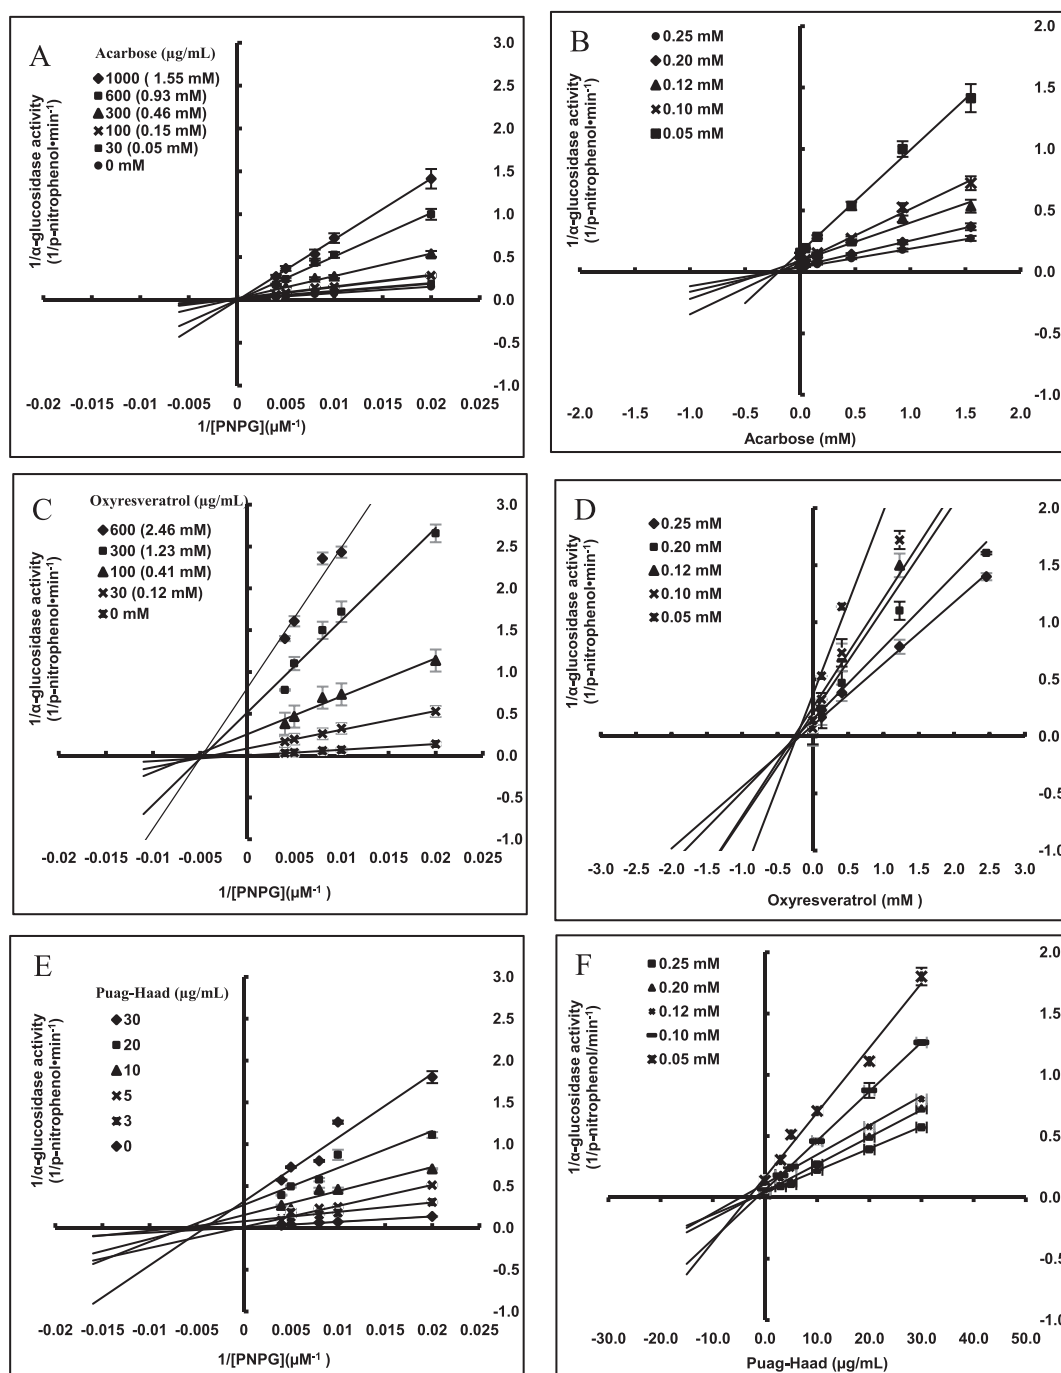 A
Acarbose (µg/mL)
1000 ( 1.55 mM)
600 (0.93 mM)
300 (0.46 mM)
100 (0.15 mM)
30 (0.05 mM)
0 mM
1/α-glucosidase activity
(1/p-nitrophenol•min⁻¹)
3.0
2.5
2.0
1.5
1.0
0.5
0.0
-0.5
-1.0
-0.02 -0.015 -0.01 -0.005 0 0.005 0.01 0.015 0.02 0.025
1/[PNPG](µM⁻¹)
B
0.25 mM
0.20 mM
0.12 mM
0.10 mM
0.05 mM
1/α-glucosidase activity
(1/p-nitrophenol•min⁻¹)
2.0
1.5
1.0
0.5
0.0
-0.5
-1.0
-2.0 -1.5 -1.0 -0.5 0.0 0.5 1.0 1.5 2.0
Acarbose (mM)
C
Oxyresveratrol (µg/mL)
600 (2.46 mM)
300 (1.23 mM)
100 (0.41 mM)
30 (0.12 mM)
0 mM
1/α-glucosidase activity
(1/p-nitrophenol•min⁻¹)
3.0
2.5
2.0
1.5
1.0
0.5
0.0
-0.5
-1.0
-0.02 -0.015 -0.01 -0.005 0 0.005 0.01 0.015 0.02 0.025
1/[PNPG](µM⁻¹)
D
0.25 mM
0.20 mM
0.12 mM
0.10 mM
0.05 mM
1/α-glucosidase activity
(1/p-nitrophenol•min⁻¹)
2.0
1.5
1.0
0.5
0.0
-0.5
-1.0
-3.0 -2.5 -2.0 -1.5 -1.0 -0.5 0.0 0.5 1.0 1.5 2.0 2.5 3.0
Oxyresveratrol (mM )
E
Puag-Haad (µg/mL)
30
20
10
5
3
0
1/α-glucosidase activity
(1/p-nitrophenol•min⁻¹)
3.0
2.5
2.0
1.5
1.0
0.5
0.0
-0.5
-1.0
-0.02 -0.015 -0.01 -0.005 0 0.005 0.01 0.015 0.02 0.025
1/[PNPG](µM⁻¹)
F
0.25 mM
0.20 mM
0.12 mM
0.10 mM
0.05 mM
1/α-glucosidase activity
(1/p-nitrophenol/min⁻¹)
2.0
1.5
1.0
0.5
0.0
-0.5
-1.0
-30.0 -20.0 -10.0 0.0 10.0 20.0 30.0 40.0 50.0
Puag-Haad (µg/mL)